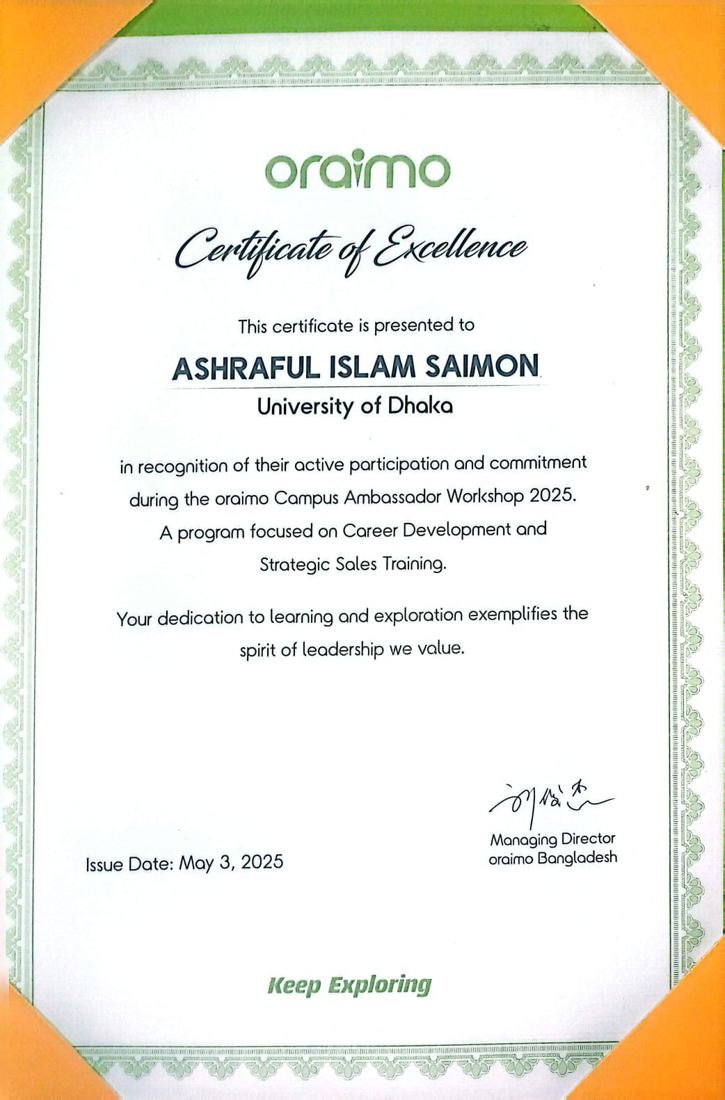 oraimo
Certificate of Excellence
This certificate is presented to
ASHRAFUL ISLAM SAIMON
University of Dhaka
in recognition of their active participation and commitment
during the oraimo Campus Ambassador Workshop 2025.
A program focused on Career Development and
Strategic Sales Training.
Your dedication to learning and exploration exemplifies the
spirit of leadership we value.
Managing Director
oraimo Bangladesh
Issue Date: May 3, 2025
Keep Exploring